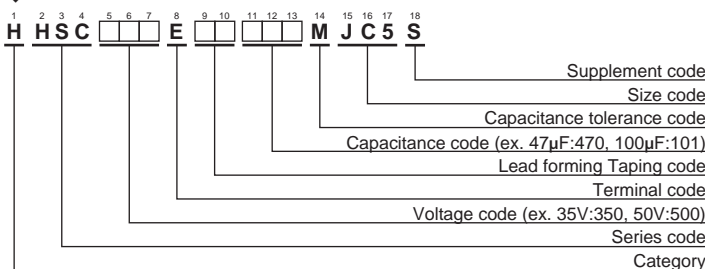 1 2 3 4 5 6 7 8 9 10 11 12 13 14 15 16 17 18
H HSC □□□ E □□ □□□ M JC5 S
Supplement code
Size code
Capacitance tolerance code
Capacitance code (ex. 47µF:470, 100µF:101)
Lead forming Taping code
Terminal code
Voltage code (ex. 35V:350, 50V:500)
Series code
Category